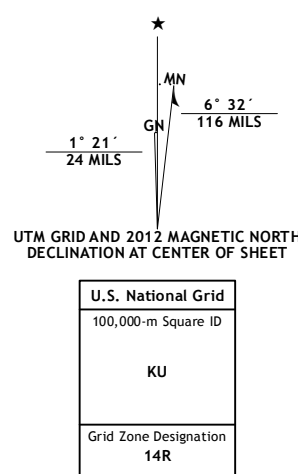 ★
MN
GN
6° 32´
116 MILS
1° 21´
24 MILS
UTM GRID AND 2012 MAGNETIC NORTH
DECLINATION AT CENTER OF SHEET
U.S. National Grid
100,000-m Square ID
KU
Grid Zone Designation
14R